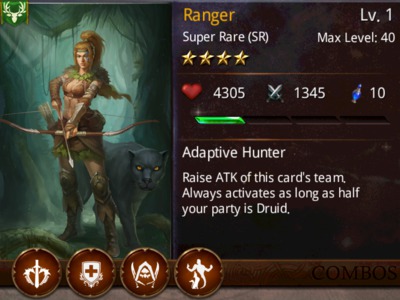 Ranger
Lv. 1
Super Rare (SR)
Max Level: 40
4305
1345
10
Adaptive Hunter
Raise ATK of this card's team.
Always activates as long as half
your party is Druid.
COMBOS